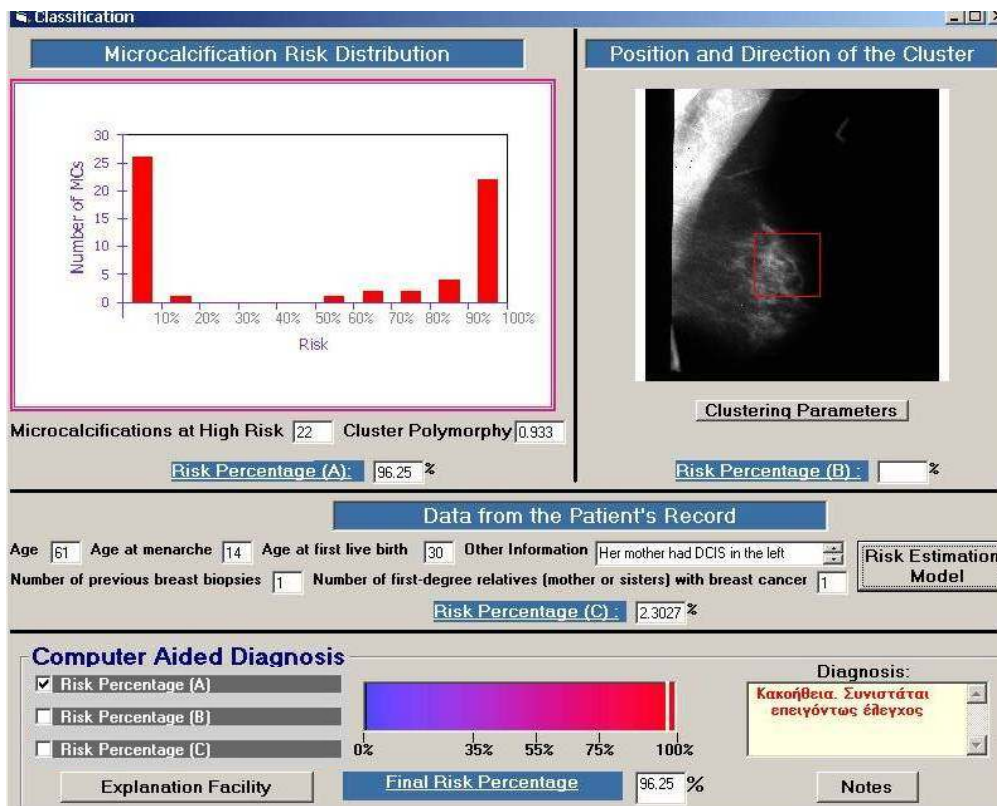 Classification
Microcalcification Risk Distribution
Position and Direction of the Cluster
30
25
20
15
10
5
0
Number of MCs
10% 20% 30% 40% 50% 60% 70% 80% 90% 100%
Risk
Clustering Parameters
Microcalcifications at High Risk 22 Cluster Polymorphy 0.933
Risk Percentage (A): 96.25 %
Risk Percentage (B) : %
Data from the Patient's Record
Age 61 Age at menarche 14 Age at first live birth 30 Other Information Her mother had DCIS in the left
Number of previous breast biopsies 1 Number of first-degree relatives (mother or sisters) with breast cancer 1
Risk Estimation
Model
Risk Percentage (C) : 2.3027 %
Computer Aided Diagnosis
Risk Percentage (A)
Risk Percentage (B)
Risk Percentage (C)
0% 35% 55% 75% 100%
Diagnosis:
Κακοήθεια. Συνιστάται
επειγόντως έλεγχος
Explanation Facility
Final Risk Percentage 96.25 %
Notes